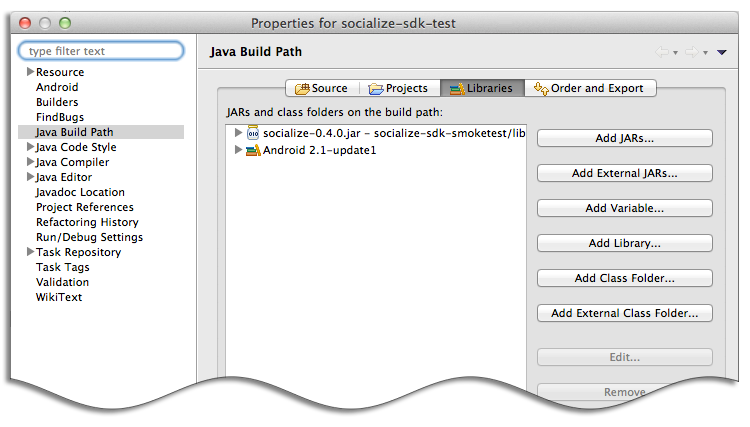 Properties for socialize-sdk-test
type filter text
Resource
Android
Builders
FindBugs
Java Build Path
Java Code Style
Java Compiler
Java Editor
Javadoc Location
Project References
Refactoring History
Run/Debug Settings
Task Repository
Task Tags
Validation
WikiText
Java Build Path
Source
Projects
Libraries
Order and Export
JARs and class folders on the build path:
socialize-0.4.0.jar – socialize-sdk-smoketest/lib
Android 2.1-update1
Add JARs...
Add External JARs...
Add Variable...
Add Library...
Add Class Folder...
Add External Class Folder...
Edit...
Remove